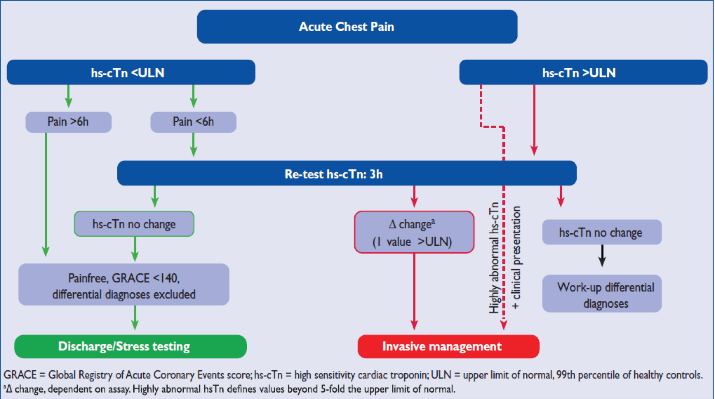 Acute Chest Pain
hs-cTn <ULN
hs-cTn >ULN
Pain >6h
Pain <6h
Re-test hs-cTn: 3h
hs-cTn no change
Δ changeᵃ
(1 value >ULN)
Highly abnormal hs-cTn
+ clinical presentation
hs-cTn no change
Painfree, GRACE <140,
differential diagnoses excluded
Work-up differential
diagnoses
Discharge/Stress testing
Invasive management
GRACE = Global Registry of Acute Coronary Events score; hs-cTn = high sensitivity cardiac troponin; ULN = upper limit of normal, 99th percentile of healthy controls.
ᵃΔ change, dependent on assay. Highly abnormal hsTn defines values beyond 5-fold the upper limit of normal.